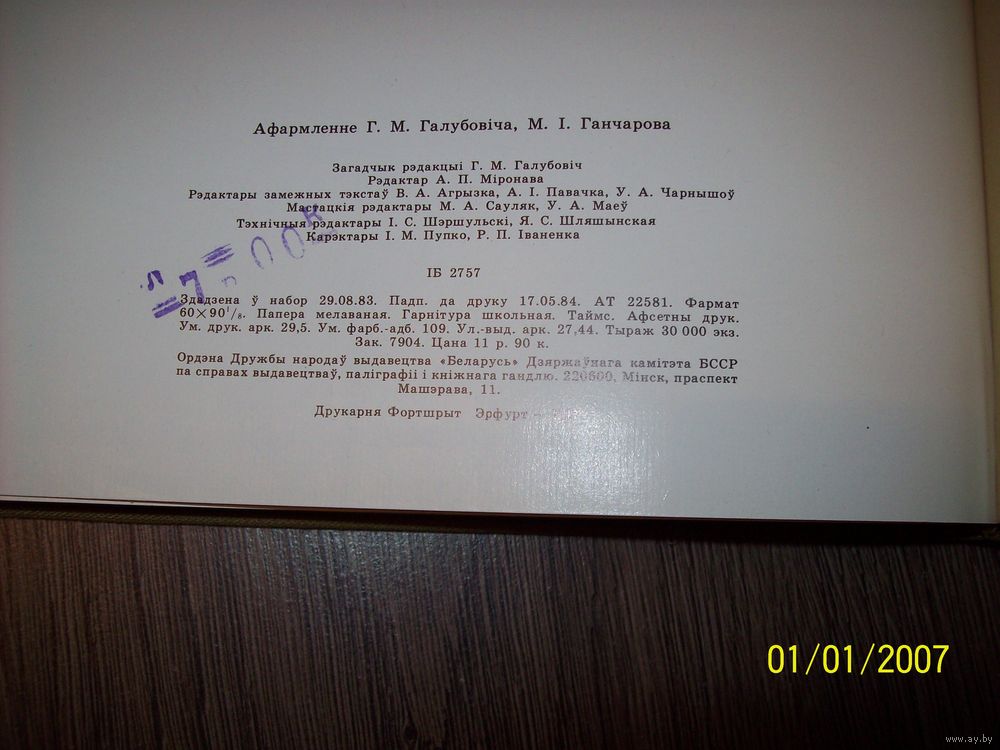 Афармленне Г. М. Галубовіча, М. І. Ганчарова
Загадчык рэдакцыі Г. М. Галубовіч
Рэдактар А. П. Міронава
Рэдактары замежных тэкстаў В. А. Агрызка, А. І. Павачка, У. А. Чарнышоў
Мастацкія рэдактары М. А. Сауляк, У. А. Маеў
Тэхнічныя рэдактары І. С. Шэршульскі, Я. С. Шляшынская
Карэктары І. М. Пупко, Р. П. Іваненка
ІБ 2757
Здадзена ў набор 29.08.83. Падп. да друку 17.05.84. АТ 22581. Фармат
60×90¹/₈. Папера мелаваная. Гарнітура школьная. Таймс. Афсетны друк.
Ум. друк. арк. 29,5. Ум. фарб.-адб. 109. Ул.-выд. арк. 27,44. Тыраж 30 000 экз.
Зак. 7904. Цана 11 р. 90 к.
Ордэна Дружбы народаў выдавецтва «Беларусь» Дзяржаўнага камітэта БССР
па справах выдавецтваў, паліграфіі і кніжнага гандлю. 220600, Мінск, праспект
Машэрава, 11.
Друкарня Фортшрыт Эрфурт –
01/01/2007
www.ay.by